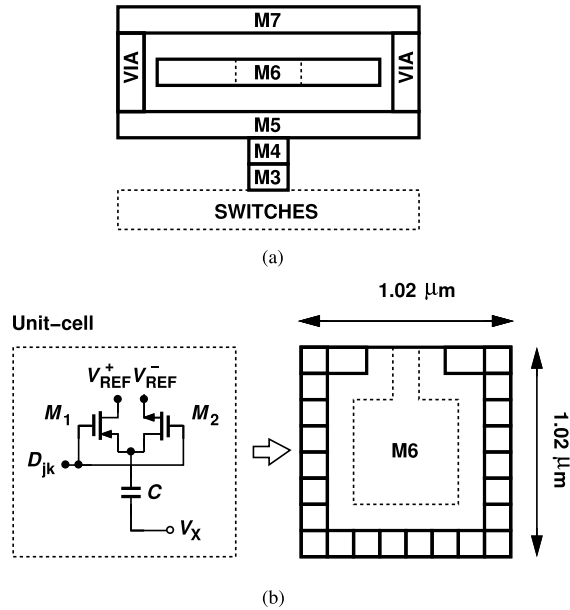 M7
VIA
M6
VIA
M5
M4
M3
SWITCHES
(a)
Unit–cell
V+REF V–REF
M1
M2
Djk
C
VX
1.02 μm
M6
1.02 μm
(b)